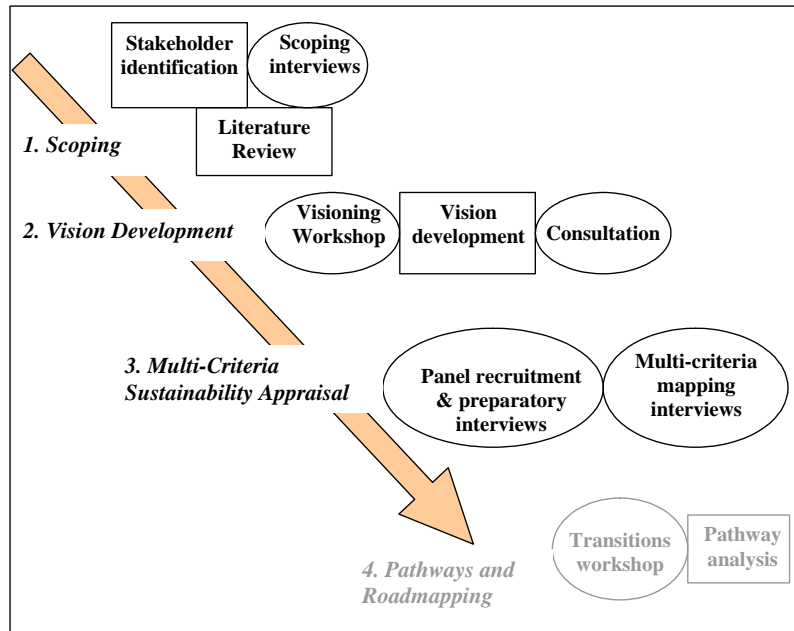 Stakeholder
identification
Scoping
interviews
Literature
Review
1. Scoping
Visioning
Workshop
Vision
development
Consultation
2. Vision Development
3. Multi-Criteria
Sustainability Appraisal
Panel recruitment
& preparatory
interviews
Multi-criteria
mapping
interviews
Transitions
workshop
Pathway
analysis
4. Pathways and
Roadmapping